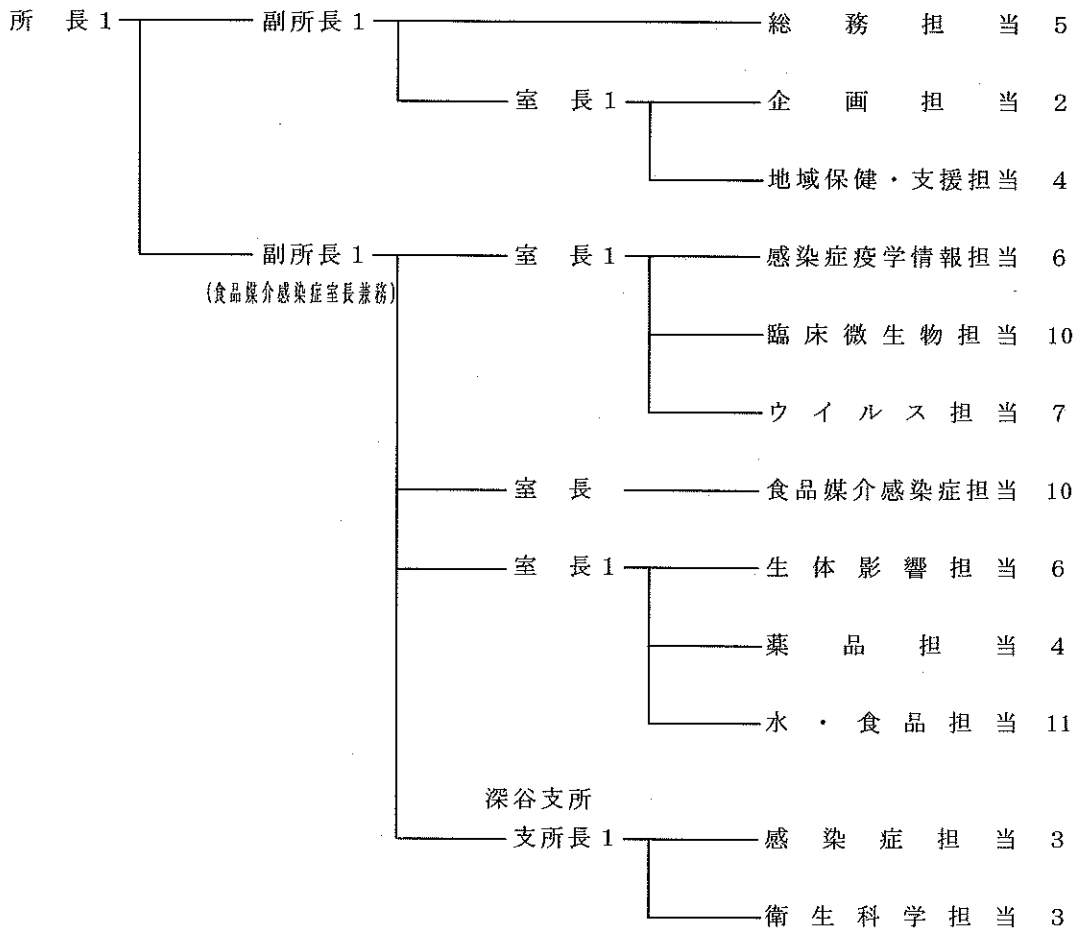 所長1 副所長1 総務担当 5
室長1 企画担当 2
地域保健・支援担当 4
副所長1 室長1 感染症疫学情報担当 6
(食品媒介感染症室長兼務)
臨床微生物担当 10
ウイルス担当 7
室長 食品媒介感染症担当 10
室長1 生体影響担当 6
薬品担当 4
水・食品担当 11
深谷支所
支所長1 感染症担当 3
衛生科学担当 3